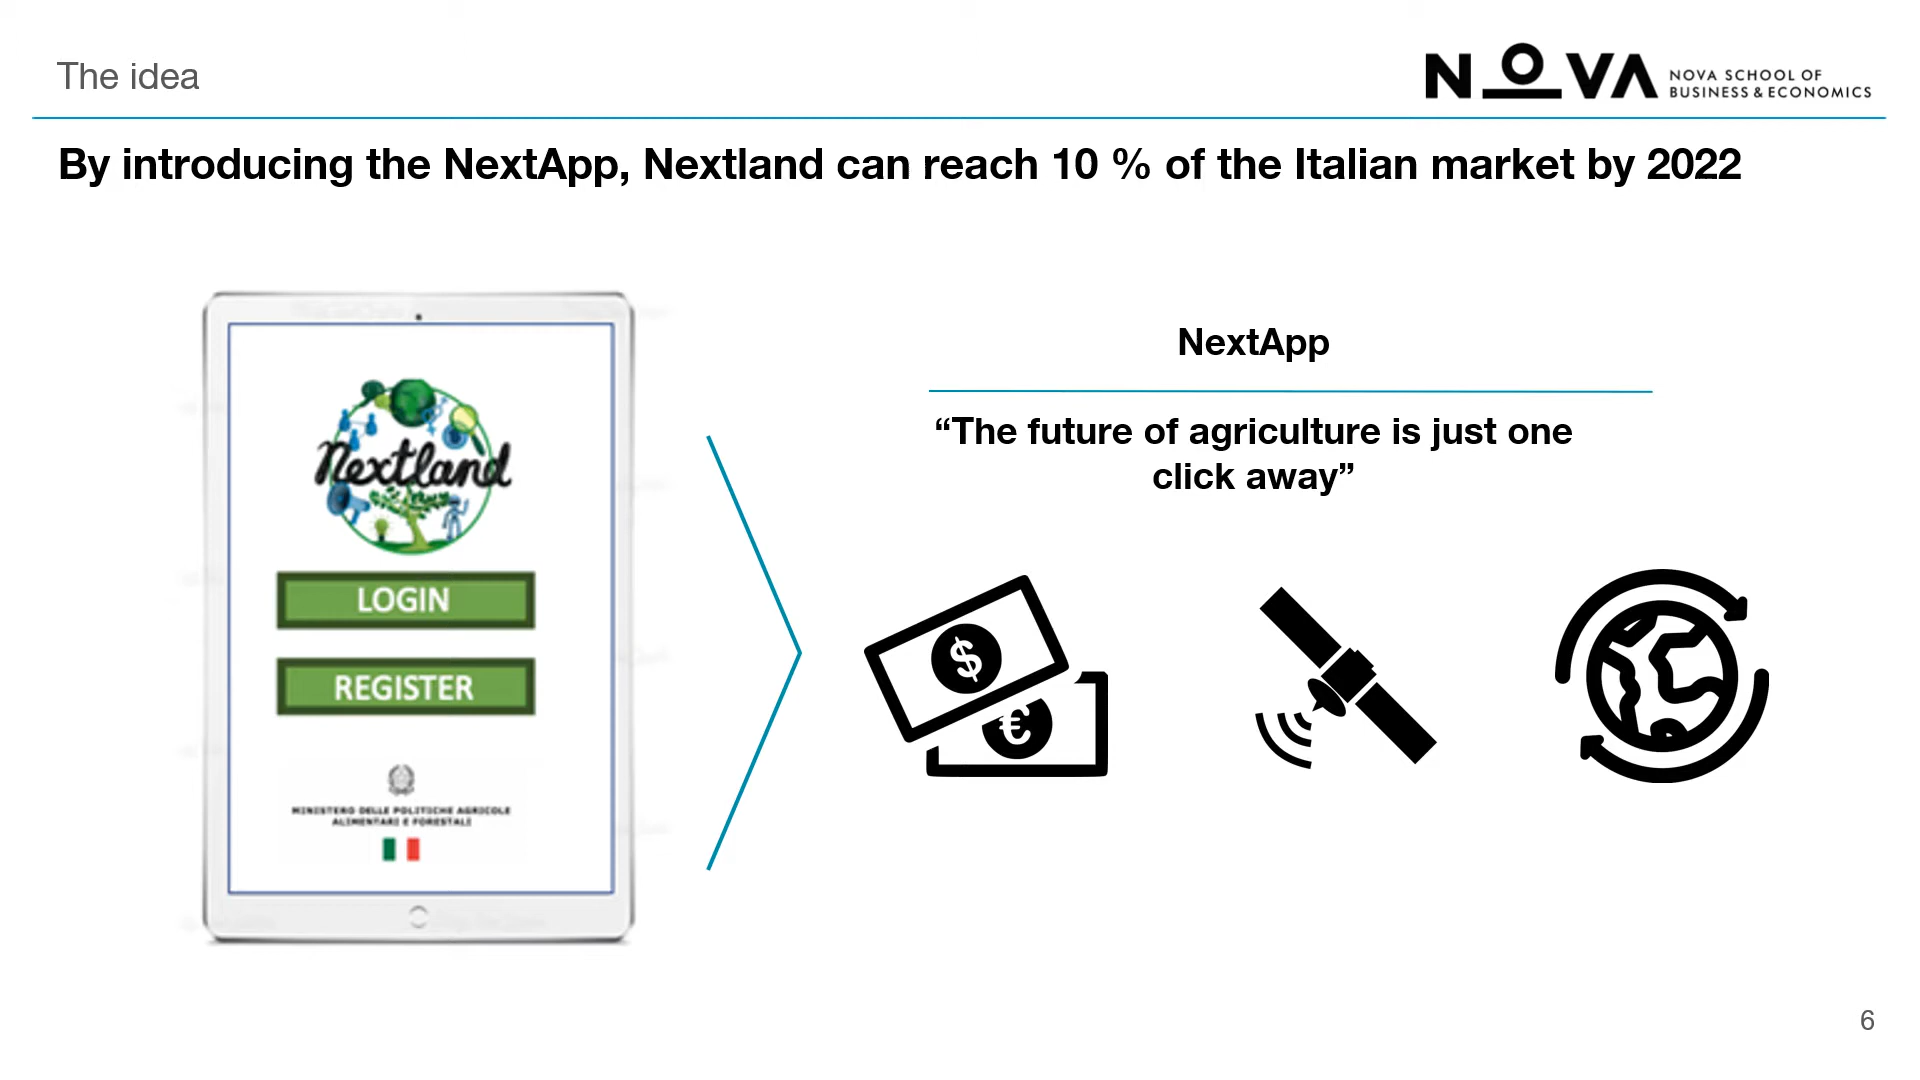 The idea
NOVA
NOVA SCHOOL OF
BUSINESS & ECONOMICS
By introducing the NextApp, Nextland can reach 10 % of the Italian market by 2022
Nextland
LOGIN
REGISTER
MINISTERO DELLE POLITICHE AGRICOLE
ALIMENTARI E FORESTALI
NextApp
“The future of agriculture is just one
click away”
$
€
6